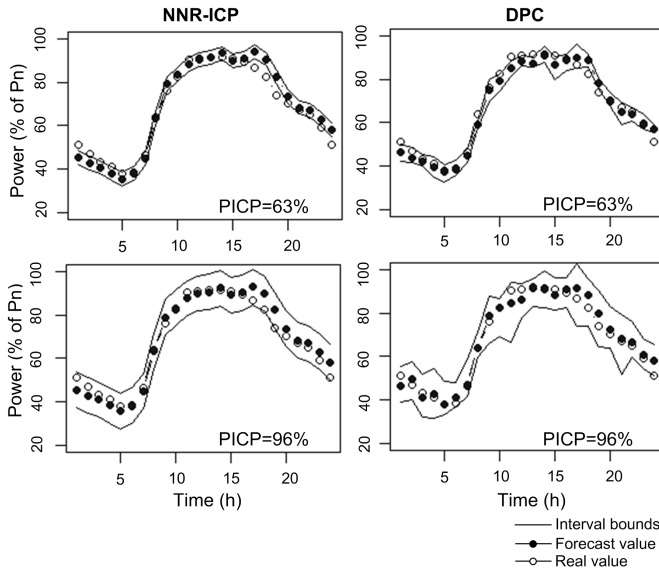 NNR-ICP
DPC
Power (% of Pn)
100
80
60
40
20
PICP=63%
5
10
15
20
100
80
60
40
20
PICP=63%
5
10
15
20
Power (% of Pn)
100
80
60
40
20
PICP=96%
5
10
15
20
Time (h)
100
80
60
40
20
PICP=96%
5
10
15
20
Time (h)
Interval bounds
Forecast value
Real value